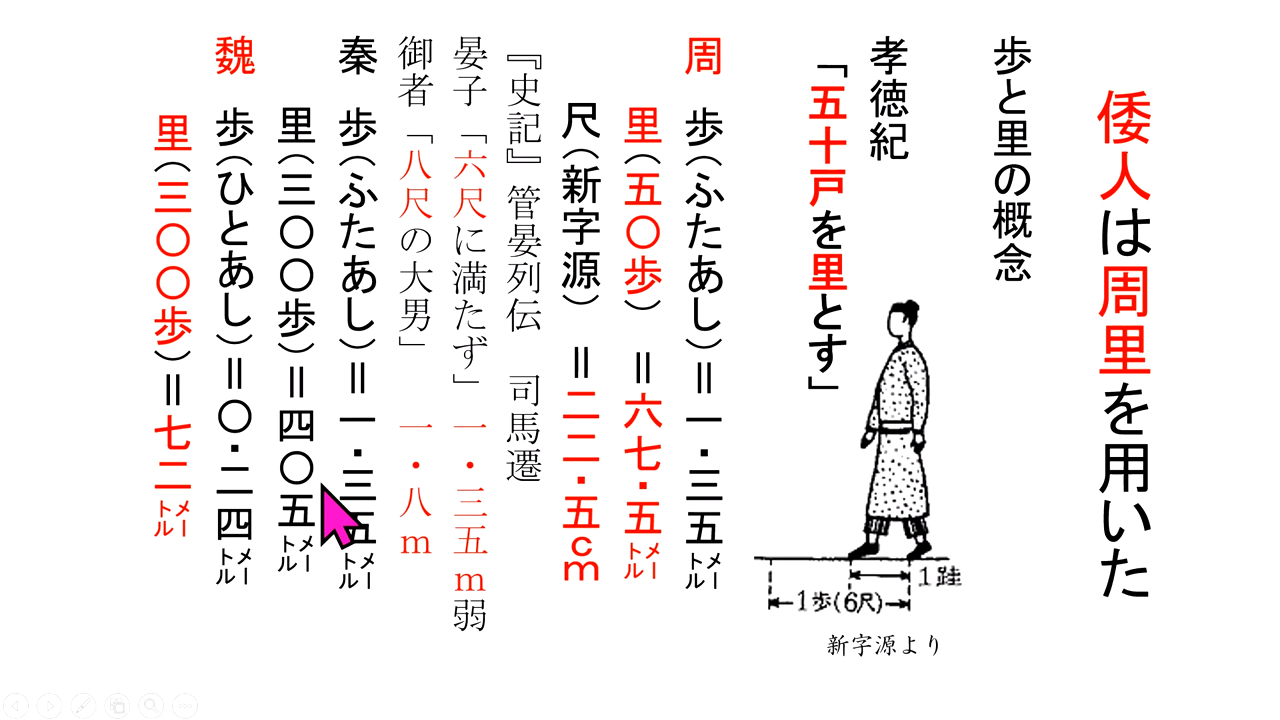 倭人は周里を用いた
歩と里の概念
孝徳紀
「五十戸を里とす」
1跬
1歩(6尺)
新字源より
周 歩(ふたあし)=一・三五メートル
里(五〇歩) =六七・五メートル
尺(新字源) =二二・五cm
『史記』管晏列伝 司馬遷
晏子「六尺に満たず」 一・三五m弱
御者「八尺の大男」 一・八m
秦 歩(ふたあし)=一・三五メートル
里(三〇〇歩)=四〇五メートル
魏 歩(ひとあし)=〇・二四メートル
里(三〇〇歩)=七二メートル